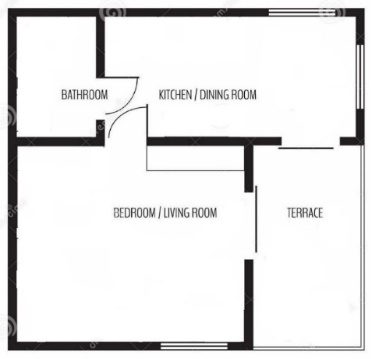 BATHROOM
KITCHEN / DINING ROOM
BEDROOM / LIVING ROOM
TERRACE